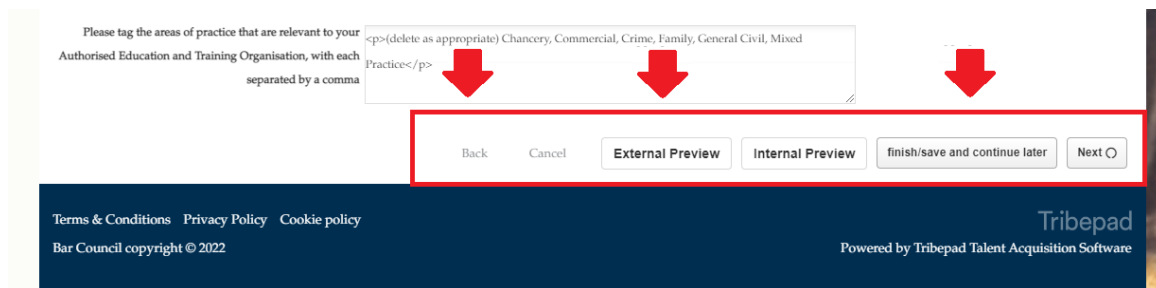 Please tag the areas of practice that are relevant to your
Authorised Education and Training Organisation, with each
separated by a comma
<p>(delete as appropriate) Chancery, Commercial, Crime, Family, General Civil, Mixed
Practice</p>
Back Cancel External Preview Internal Preview finish/save and continue later Next
Terms & Conditions Privacy Policy Cookie policy
Bar Council copyright © 2022
Tribepad
Powered by Tribepad Talent Acquisition Software